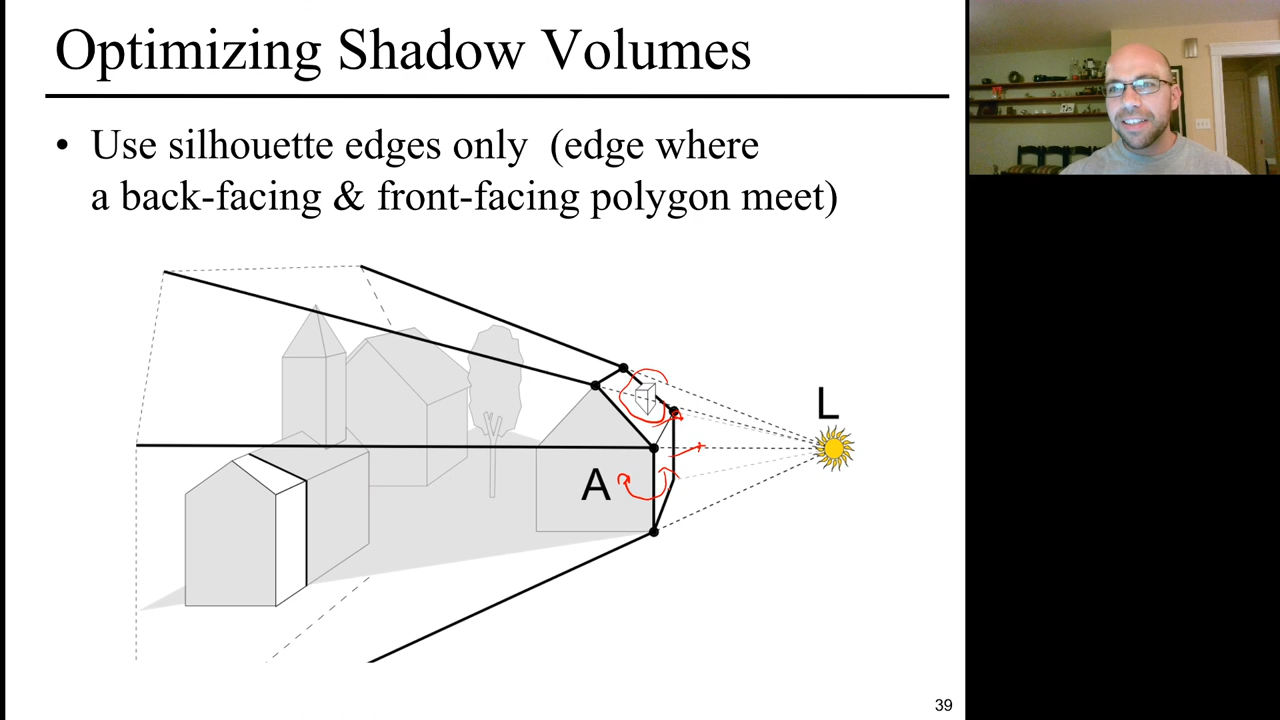 Optimizing Shadow Volumes
• Use silhouette edges only (edge where
a back-facing & front-facing polygon meet)
L
A
39